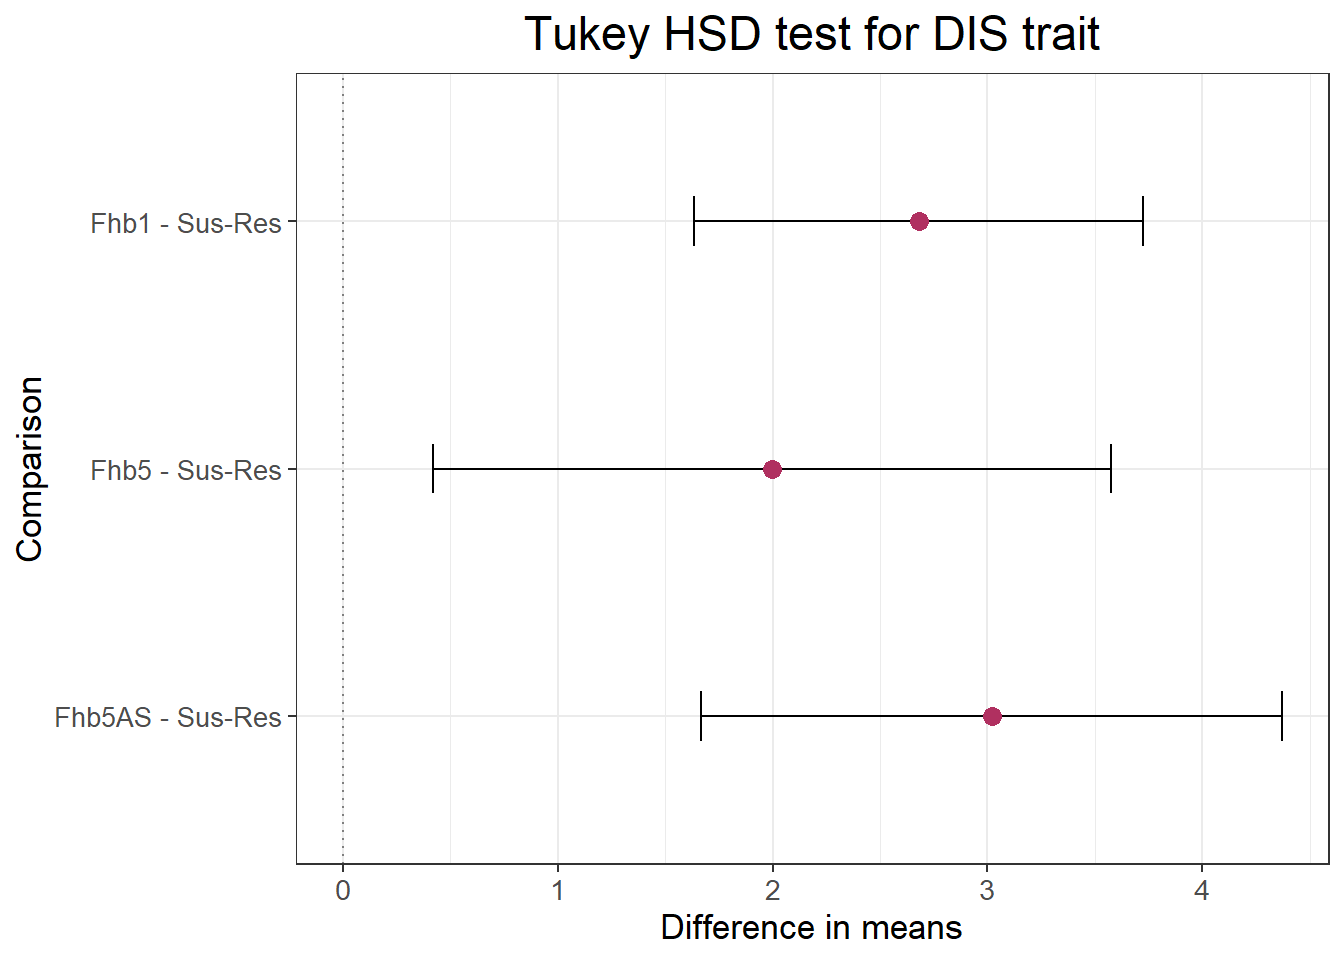 Tukey HSD test for DIS trait
Comparison
Fhb1 - Sus-Res
Fhb5 - Sus-Res
Fhb5AS - Sus-Res
0 1 2 3 4
Difference in means